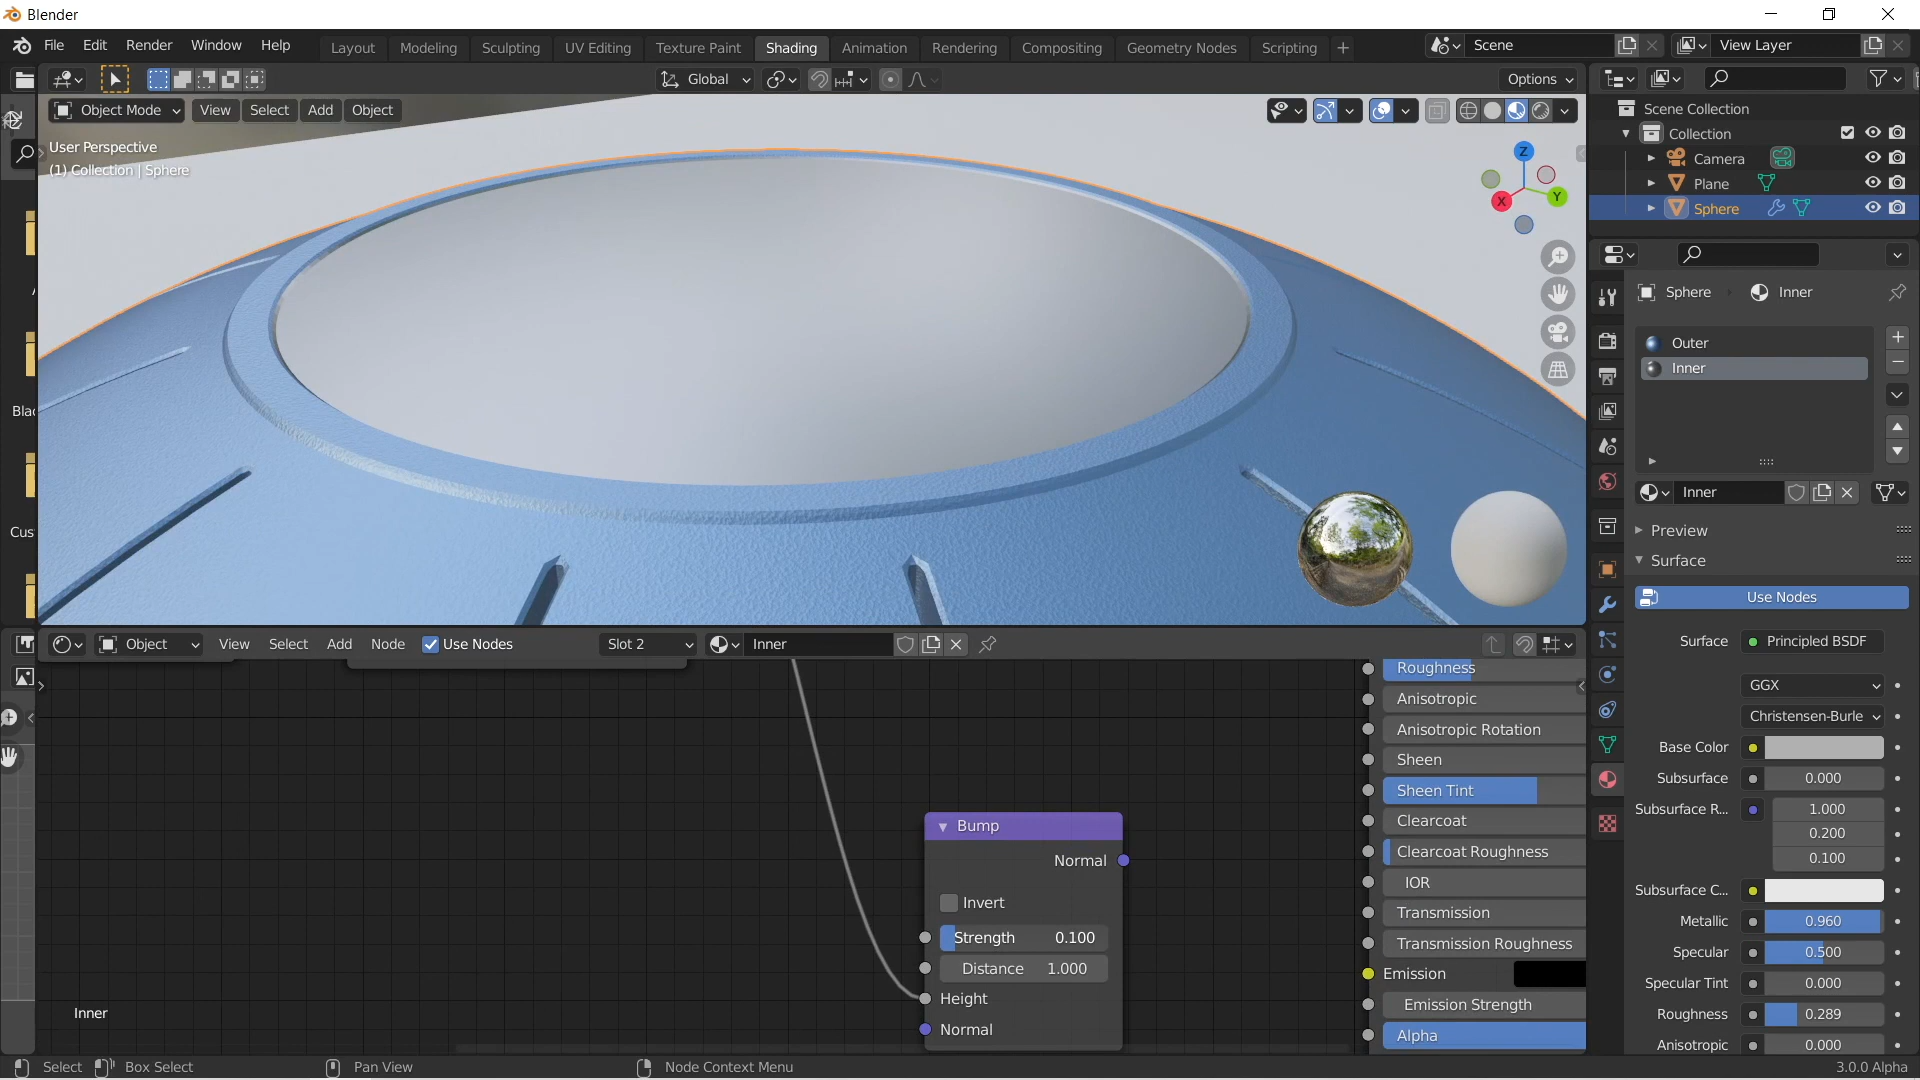 Blender
File Edit Render Window Help Layout Modeling Sculpting UV Editing Texture Paint Shading Animation Rendering Compositing Geometry Nodes Scripting + Scene View Layer
Global Options
Object Mode View Select Add Object
User Perspective
(1) Collection | Sphere
Z
Y
X
Scene Collection
Collection
Camera
Plane
Sphere
Sphere Inner
Outer
Inner
Inner
Preview
Surface
Use Nodes
Surface Principled BSDF
GGX
Christensen-Burle
Base Color
Subsurface 0.000
Subsurface R... 1.000
0.200
0.100
Subsurface C...
Metallic 0.960
Specular 0.500
Specular Tint 0.000
Roughness 0.289
Anisotropic 0.000
Blac
Cus
Object View Select Add Node Use Nodes Slot 2 Inner
Roughness
Anisotropic
Anisotropic Rotation
Sheen
Sheen Tint
Clearcoat
Clearcoat Roughness
IOR
Transmission
Transmission Roughness
Emission
Emission Strength
Alpha
Bump
Normal
Invert
Strength 0.100
Distance 1.000
Height
Normal
Inner
Select Box Select Pan View Node Context Menu 3.0.0 Alpha